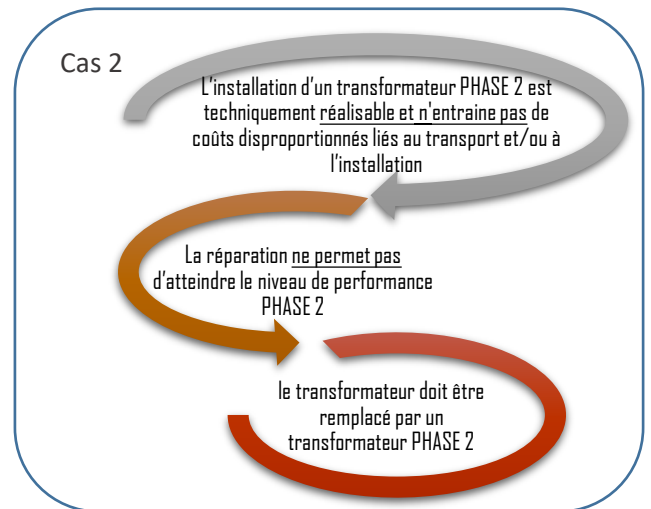 Cas 2
L'installation d'un transformateur PHASE 2 est
techniquement réalisable et n'entraine pas de
coûts disproportionnés liés au transport et/ou à
l'installation
La réparation ne permet pas
d'atteindre le niveau de performance
PHASE 2
le transformateur doit être
remplacé par un
transformateur PHASE 2